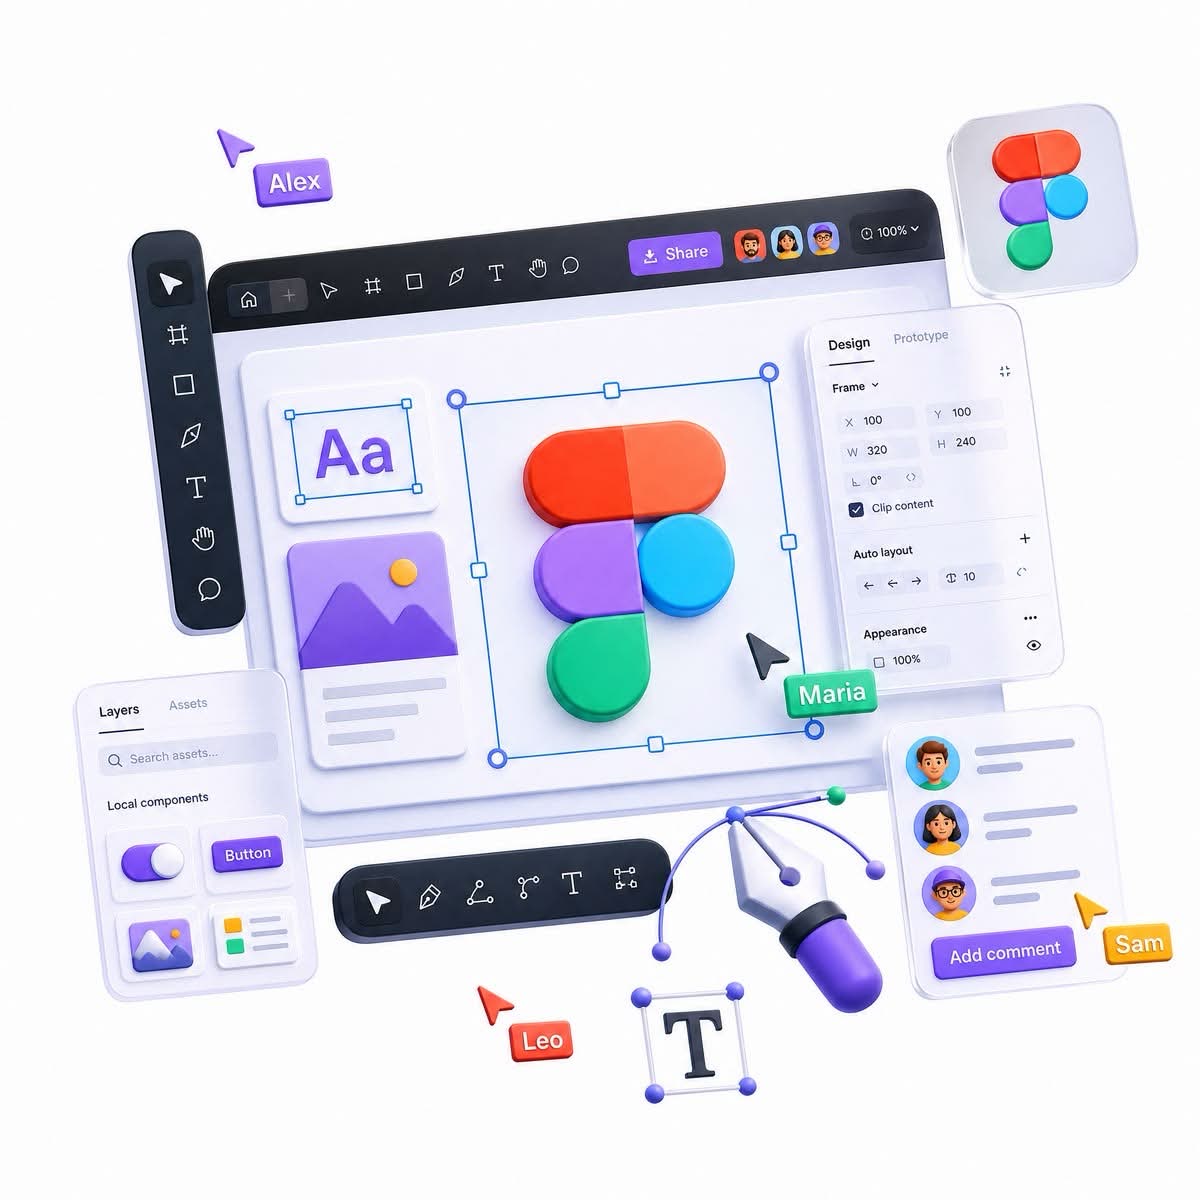 Alex
Share
100%
Design Prototype
Frame
X 100 Y 100
W 320 H 240
0°
Clip content
Auto layout
10
Appearance
100%
Aa
Maria
Layers Assets
Search assets...
Local components
Button
T
Leo
Add comment
Sam